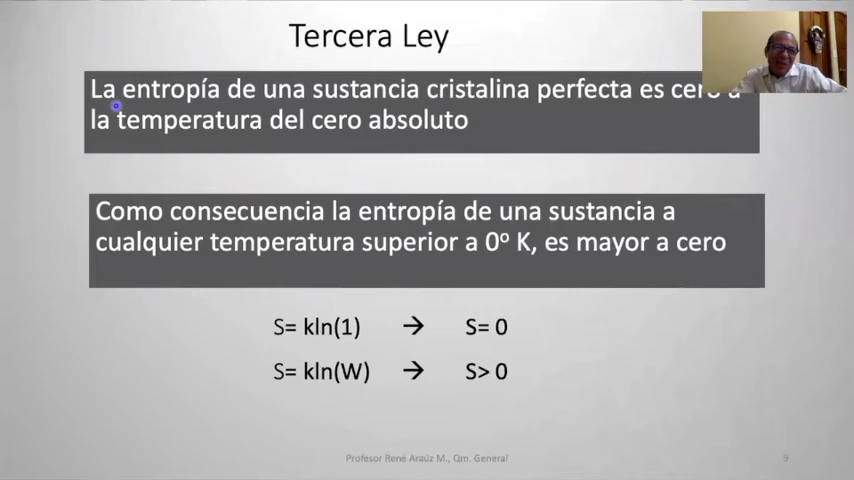 Tercera Ley
La entropía de una sustancia cristalina perfecta es cero a
la temperatura del cero absoluto
Como consecuencia la entropía de una sustancia a
cualquier temperatura superior a 0º K, es mayor a cero
S= kln(1) → S= 0
S= kln(W) → S> 0
Profesor René Araúz M., Qm. General 9